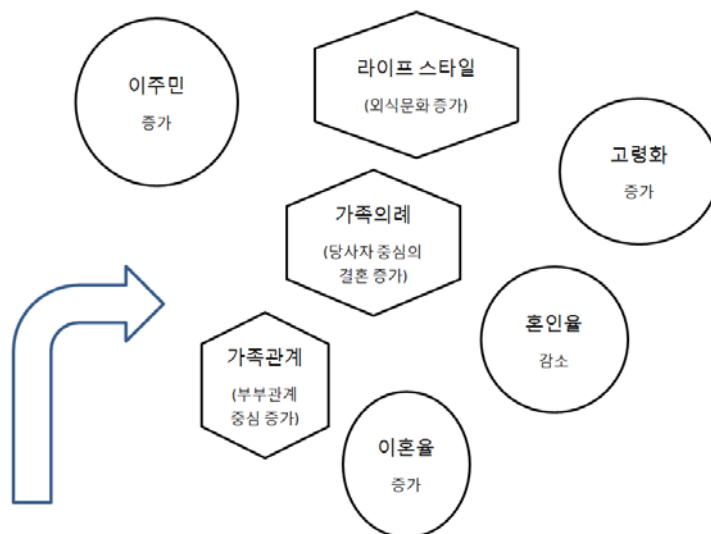 이주민
증가
라이프 스타일
(외식문화 증가)
고령화
증가
가족의례
(당사자 중심의
결혼 증가)
혼인율
감소
가족관계
(부부관계
중심 증가)
이혼율
증가